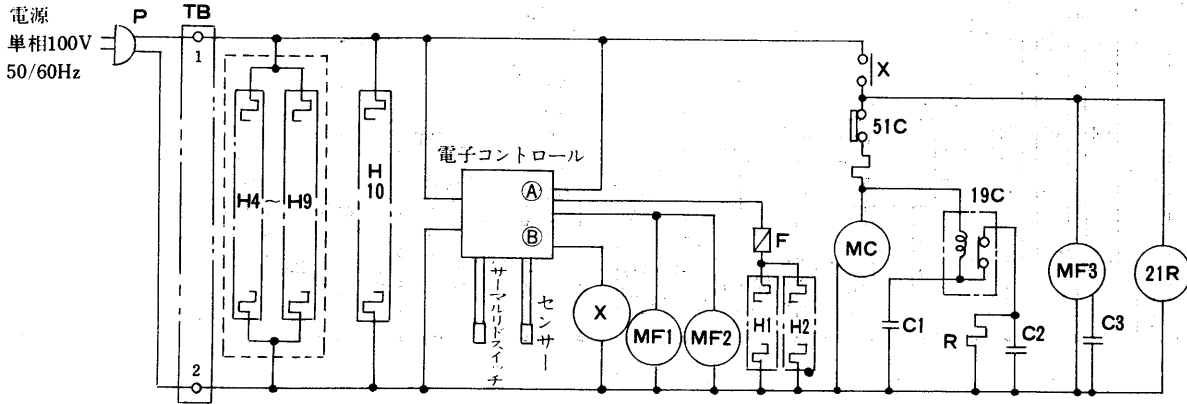 電源
単相100V
50/60Hz
P
TB
1
2
H4～H9
H
10
電子コントロール
Ⓐ
Ⓑ
サーマルリードスイッチ
センサー
X
MF1
MF2
F
H1
H2
X
51C
MC
19C
C1
R
C2
MF3
C3
21R